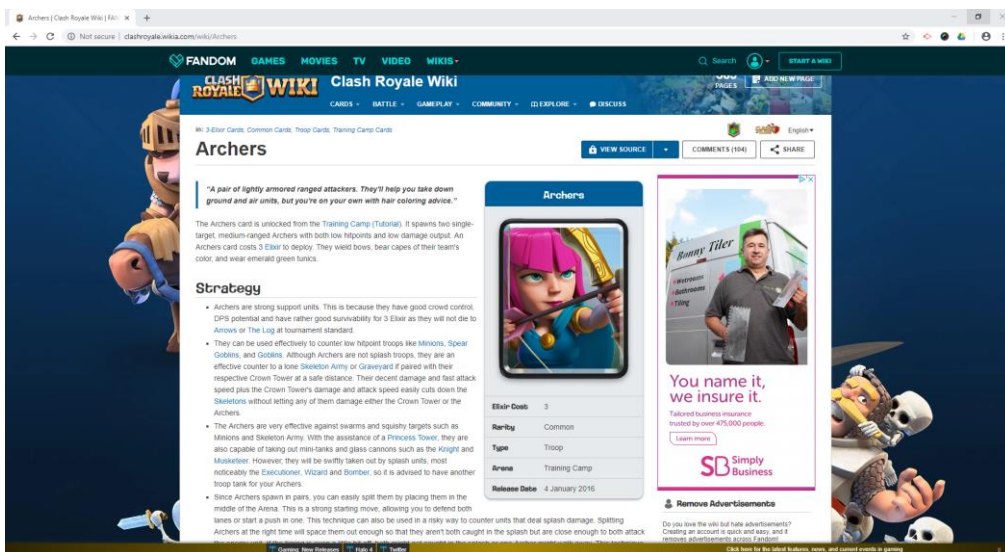 Archers | Clash Royale Wiki | FAN
Not secure | clashroyale.wikia.com/wiki/Archers
FANDOM GAMES MOVIES TV VIDEO WIKIS
Search START A WIKI
CLASH ROYALE WIKI
Clash Royale Wiki
PAGES ADD NEW PAGE
CARDS BATTLE GAMEPLAY COMMUNITY EXPLORE DISCUSS
in: 3-Elixir Cards, Common Cards, Troop Cards, Training Camp Cards
English
Archers
VIEW SOURCE COMMENTS (104) SHARE
"A pair of lightly armored ranged attackers. They'll help you take down
ground and air units, but you're on your own with hair coloring advice."
The Archers card is unlocked from the Training Camp (Tutorial). It spawns two single-
target, medium-ranged Archers with both low hitpoints and low damage output. An
Archers card costs 3 Elixir to deploy. They wield bows, bear capes of their team's
color, and wear emerald green tunics.
Strategy
Archers are strong support units. This is because they have good crowd control,
DPS potential and have rather good survivability for 3 Elixir as they will not die to
Arrows or The Log at tournament standard.
They can be used effectively to counter low hitpoint troops like Minions, Spear
Goblins, and Goblins. Although Archers are not splash troops, they are an
effective counter to a lone Skeleton Army or Graveyard if paired with their
respective Crown Tower at a safe distance. Their decent damage and fast attack
speed plus the Crown Tower's damage and attack speed easily cuts down the
Skeletons without letting any of them damage either the Crown Tower or the
Archers.
The Archers are very effective against swarms and squishy targets such as
Minions and Skeleton Army. With the assistance of a Princess Tower, they are
also capable of taking out mini-tanks and glass cannons such as the Knight and
Musketeer. However, they will be swiftly taken out by splash units, most
noticeably the Executioner, Wizard and Bomber, so it is advised to have another
troop tank for your Archers.
Since Archers spawn in pairs, you can easily split them by placing them in the
middle of the Arena. This is a strong starting move, allowing you to defend both
lanes or start a push in one. This technique can also be used in a risky way to counter units that deal splash damage. Splitting
Archers at the right time will space them out enough so that they aren't both caught in the splash but are close enough to both attack
Archers
Elixir Cost 3
Rarity Common
Type Troop
Arena Training Camp
Release Date 4 January 2016
Bonny Tiler
Wetrooms
Bathrooms
Tiling
You name it,
we insure it.
Tailored business insurance
trusted by over 475,000 people.
Learn more
SB Simply
Business
Remove Advertisements
Do you love the wiki but hate advertisements?
Creating an account is quick and easy, and it
removes advertisements across Fandom!
Gaming: New Releases Halo 4 Twitter
Click here for the latest features, news, and current events in gaming